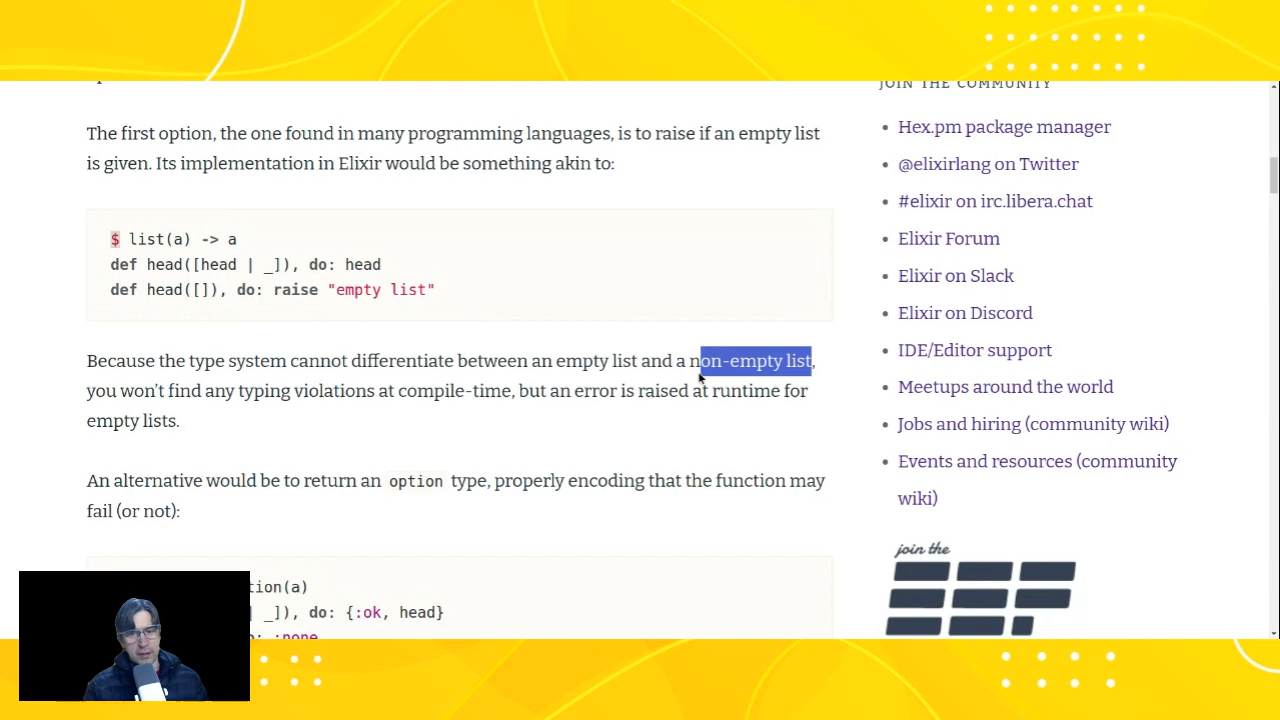 JOIN THE COMMUNITY
The first option, the one found in many programming languages, is to raise if an empty list
is given. Its implementation in Elixir would be something akin to:
$ list(a) -> a
def head([head | _]), do: head
def head([]), do: raise "empty list"
Because the type system cannot differentiate between an empty list and a non-empty list,
you won’t find any typing violations at compile-time, but an error is raised at runtime for
empty lists.
An alternative would be to return an option type, properly encoding that the function may
fail (or not):
tion(a)
| _]), do: {:ok, head}
o: :none
Hex.pm package manager
@elixirlang on Twitter
#elixir on irc.libera.chat
Elixir Forum
Elixir on Slack
Elixir on Discord
IDE/Editor support
Meetups around the world
Jobs and hiring (community wiki)
Events and resources (community
wiki)
join the